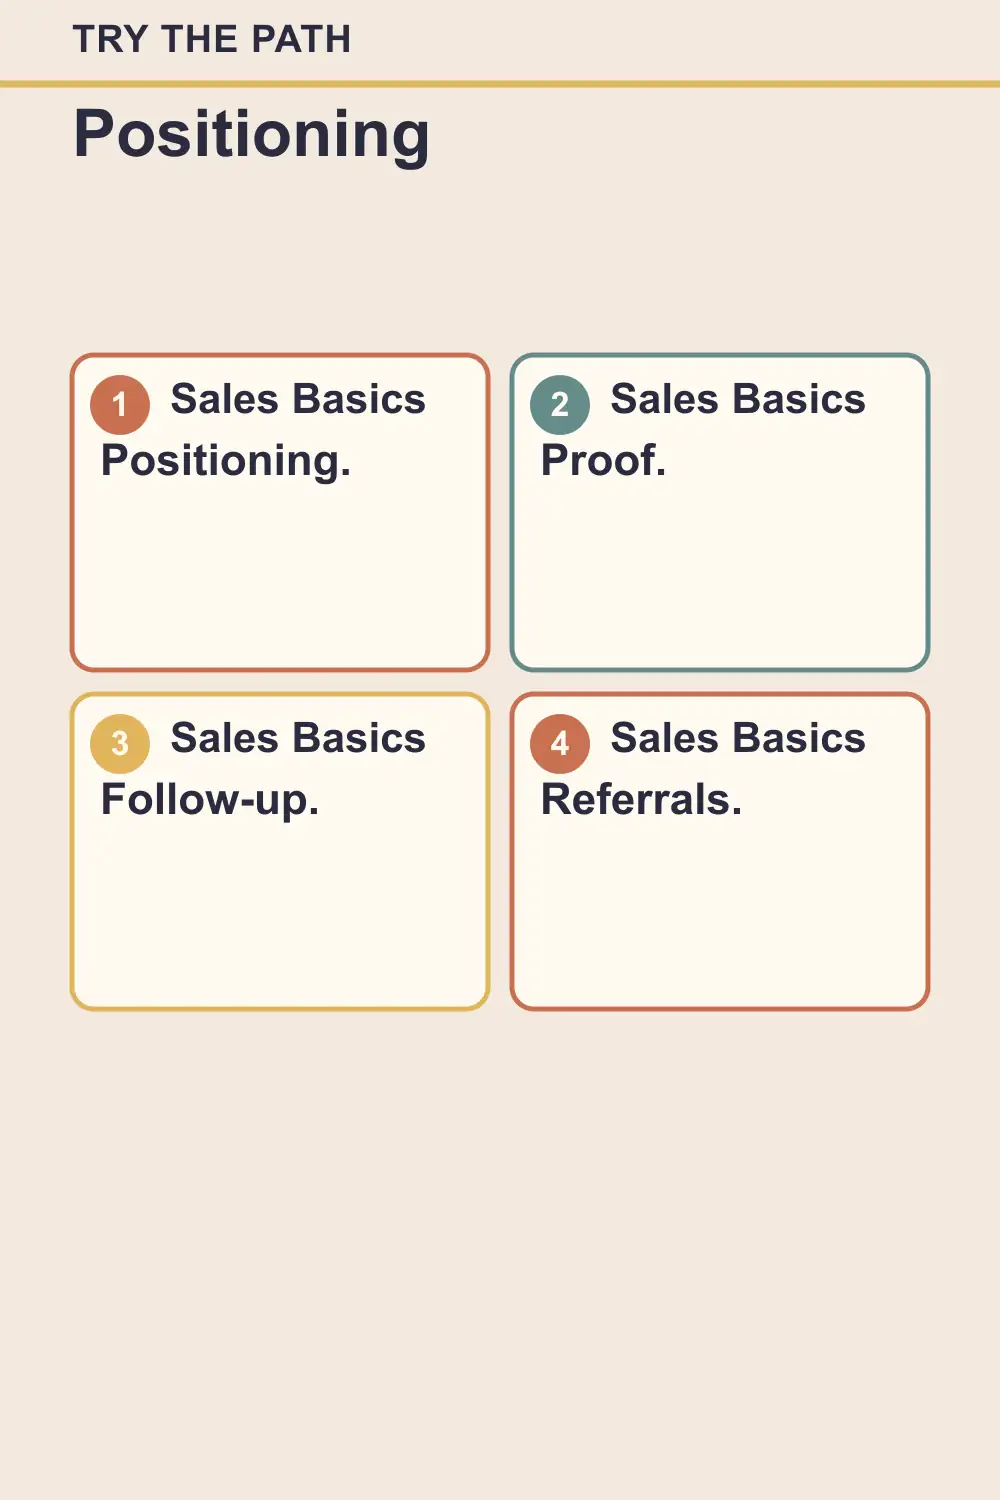 TRY THE PATH
Positioning
1 Sales Basics
Positioning.
2 Sales Basics
Proof.
3 Sales Basics
Follow-up.
4 Sales Basics
Referrals.